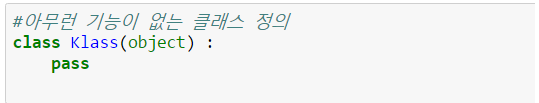 #아무런 기능이 없는 클래스 정의
class Klass(object) :
    pass